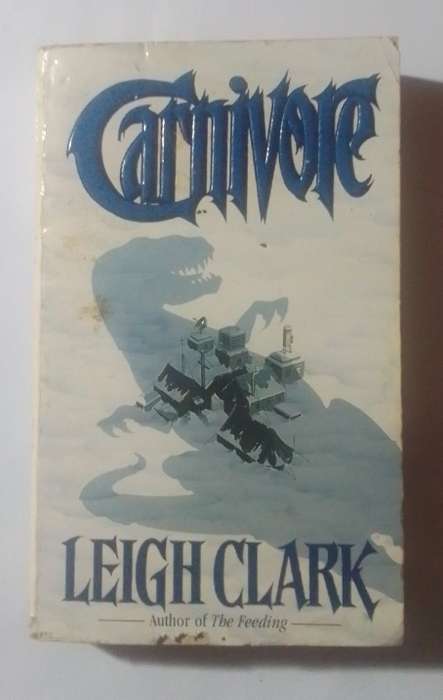 Carnivore
LEIGH CLARK
Author of The Feeding